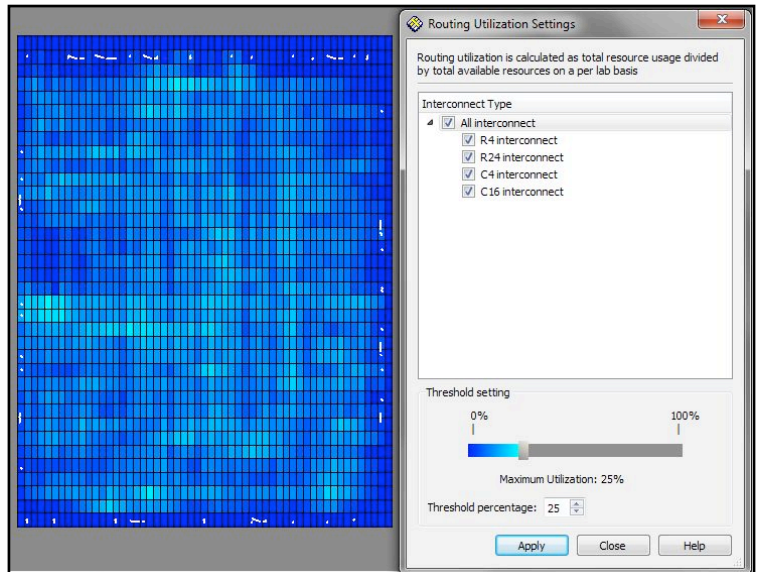 Routing Utilization Settings
Routing utilization is calculated as total resource usage divided
by total available resources on a per lab basis
Interconnect Type
All interconnect
R4 interconnect
R24 interconnect
C4 interconnect
C16 interconnect
Threshold setting
0% 100%
Maximum Utilization: 25%
Threshold percentage: 25
Apply Close Help